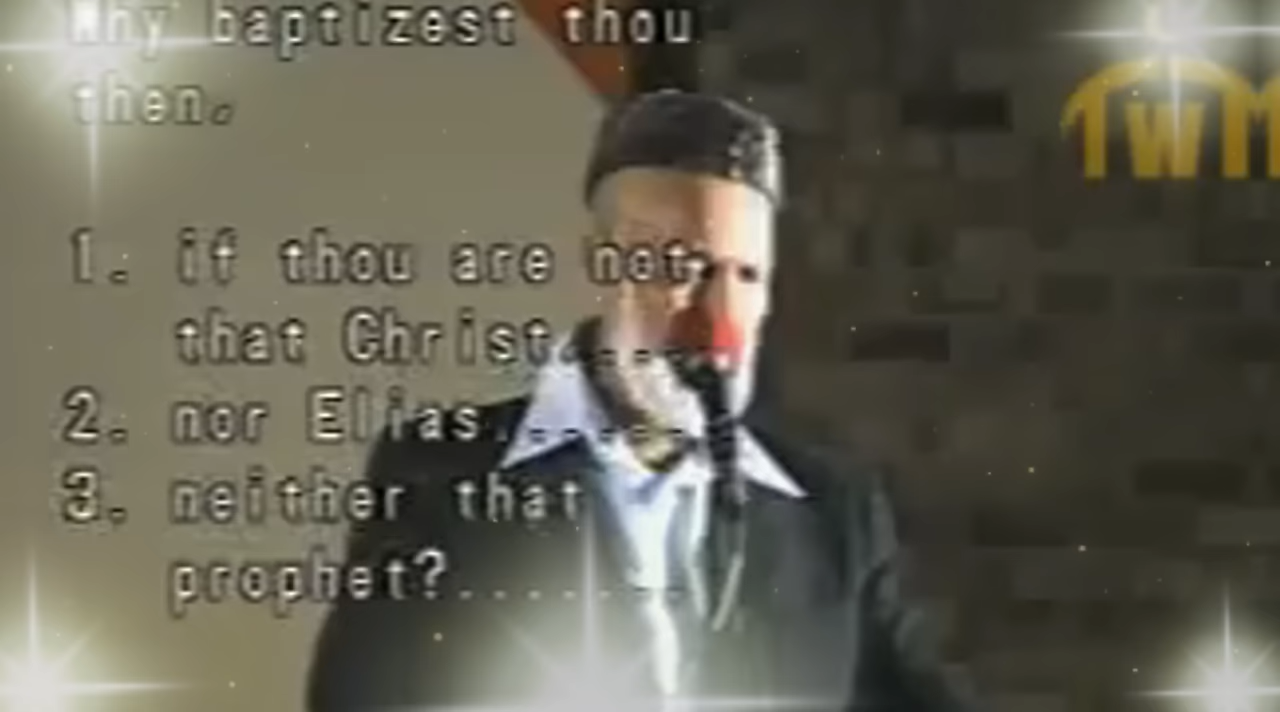 Why baptizest thou
then.
TWM
1. if thou are not
that Christ.....
2. nor Elias.......
3. neither that
prophet?........